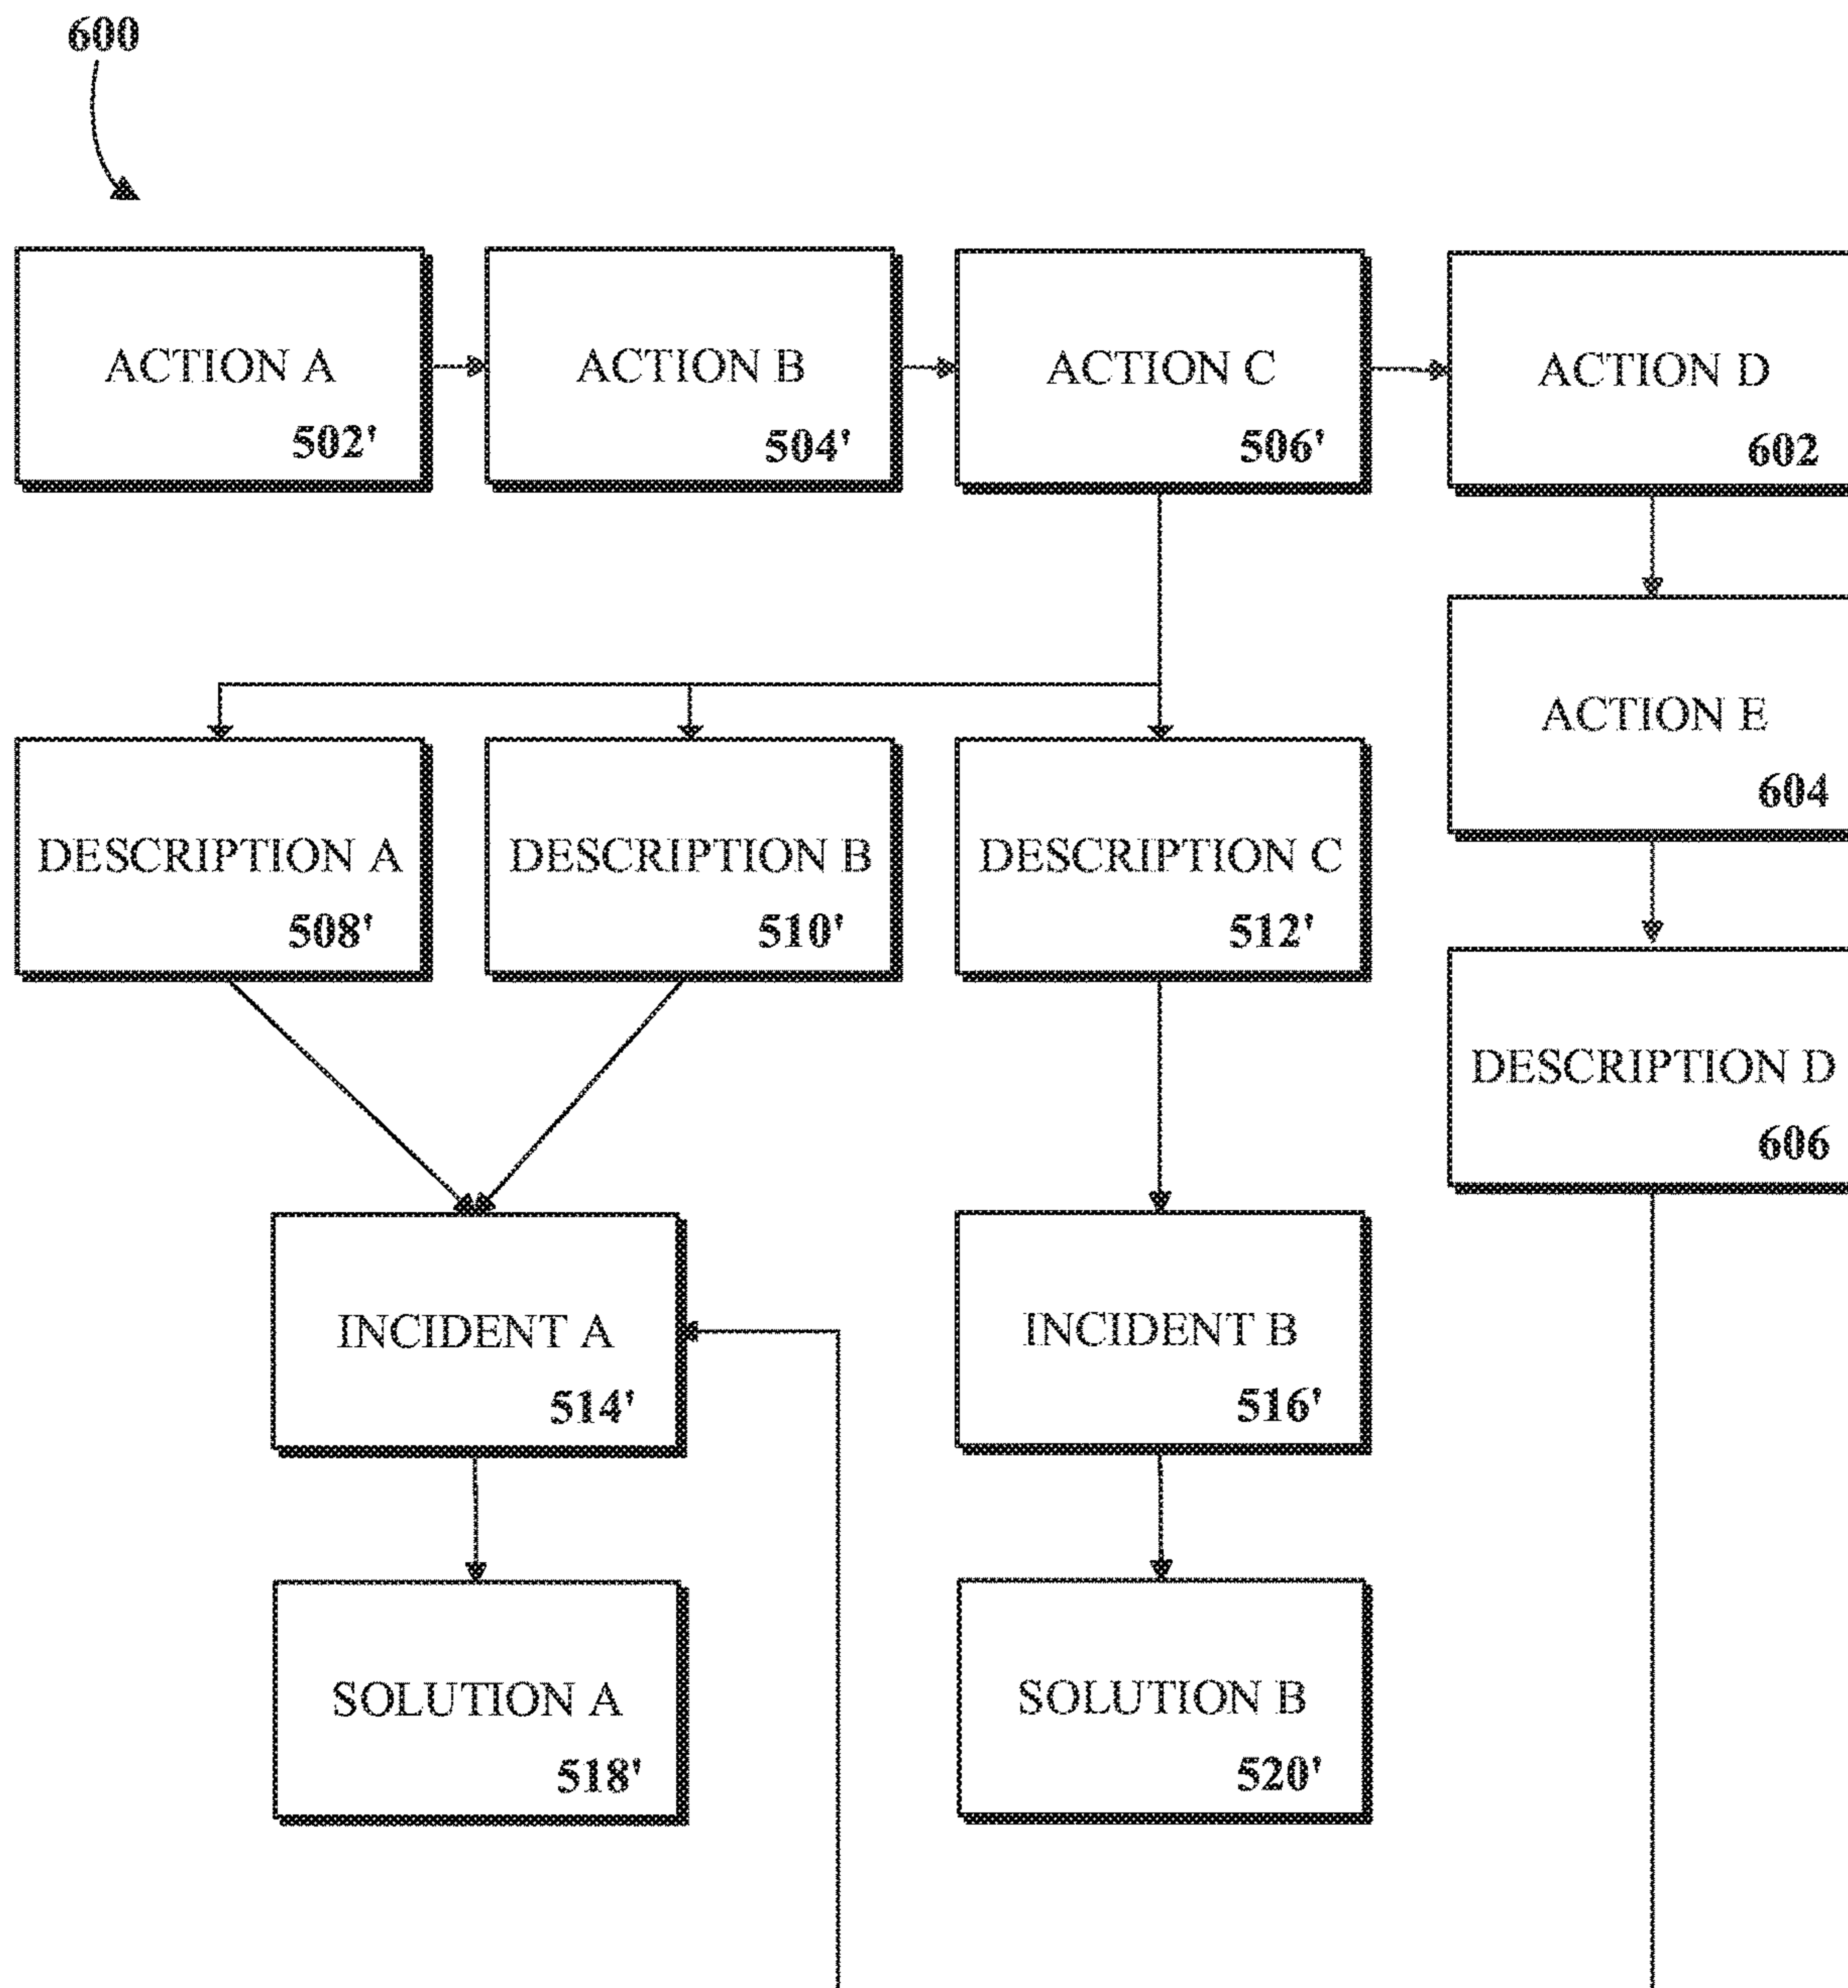 600
ACTION A
502'
ACTION B
504'
ACTION C
506'
ACTION D
602
ACTION E
604
DESCRIPTION A
508'
DESCRIPTION B
510'
DESCRIPTION C
512'
DESCRIPTION D
606
INCIDENT A
514'
INCIDENT B
516'
SOLUTION A
518'
SOLUTION B
520'